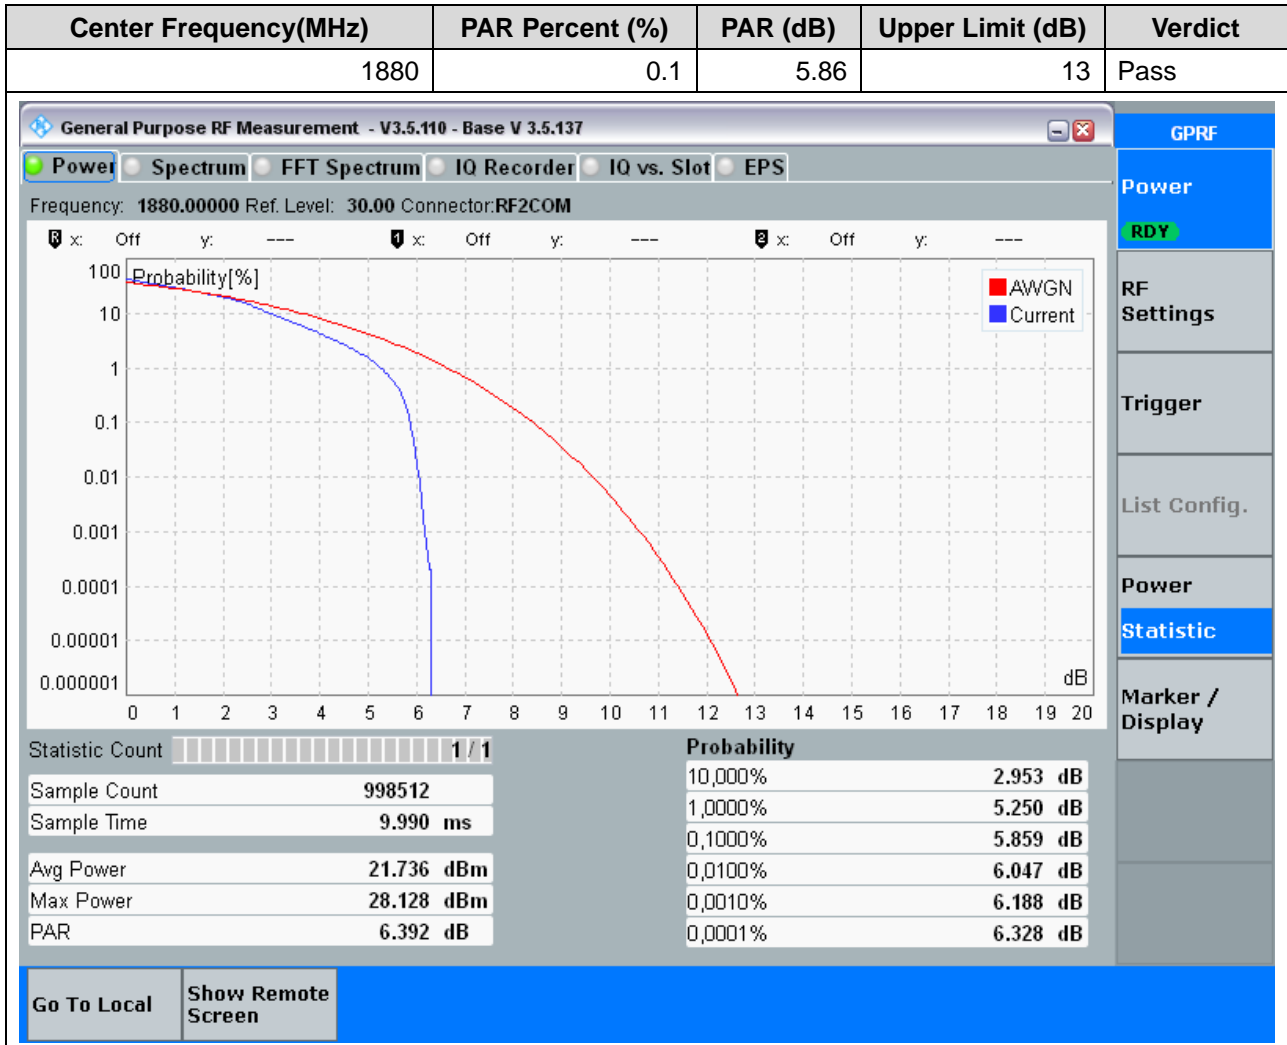 Center Frequency(MHz) PAR Percent (%) PAR (dB) Upper Limit (dB) Verdict
1880 0.1 5.86 13 Pass
General Purpose RF Measurement - V3.5.110 - Base V 3.5.137
GPRF
Power Spectrum FFT Spectrum IQ Recorder IQ vs. Slot EPS
Frequency: 1880.00000 Ref. Level: 30.00 Connector:RF2COM
R x: Off y: --- 1 x: Off y: --- 2 x: Off y: ---
Probability[%]
AWGN
Current
100
10
1
0.1
0.01
0.001
0.0001
0.00001
0.000001
dB
0 1 2 3 4 5 6 7 8 9 10 11 12 13 14 15 16 17 18 19 20
Statistic Count 1 / 1
Sample Count 998512
Sample Time 9.990 ms
Avg Power 21.736 dBm
Max Power 28.128 dBm
PAR 6.392 dB
Probability
10,000% 2.953 dB
1,0000% 5.250 dB
0,1000% 5.859 dB
0,0100% 6.047 dB
0,0010% 6.188 dB
0,0001% 6.328 dB
Power
RDY
RF
Settings
Trigger
List Config.
Power
Statistic
Marker /
Display
Go To Local
Show Remote
Screen